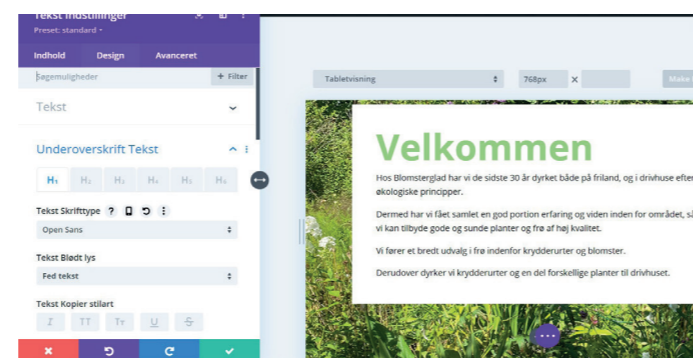 Tekst Indstillinger
Preset: standard
Indhold Design Avanceret
Søgemuligheder + Filter
Tekst
Underoverskrift Tekst
H1 H2 H3 H4 H5 H6
Tekst Skrifttype ?
Open Sans
Tekst Blødt lys
Fed tekst
Tekst Kopier stilart
I TT TT U S
Tabletvisning 768px X Make
Velkommen
Hos Blomsterglad har vi de sidste 30 år dyrket både på friland, og i drivhuse efter
økologiske principper.
Dermed har vi fået samlet en god portion erfaring og viden inden for området, så
vi kan tilbyde gode og sunde planter og frø af høj kvalitet.
Vi fører et bredt udvalg i frø indenfor krydderurter og blomster.
Derudover dyrker vi krydderurter og en del forskellige planter til drivhuset.